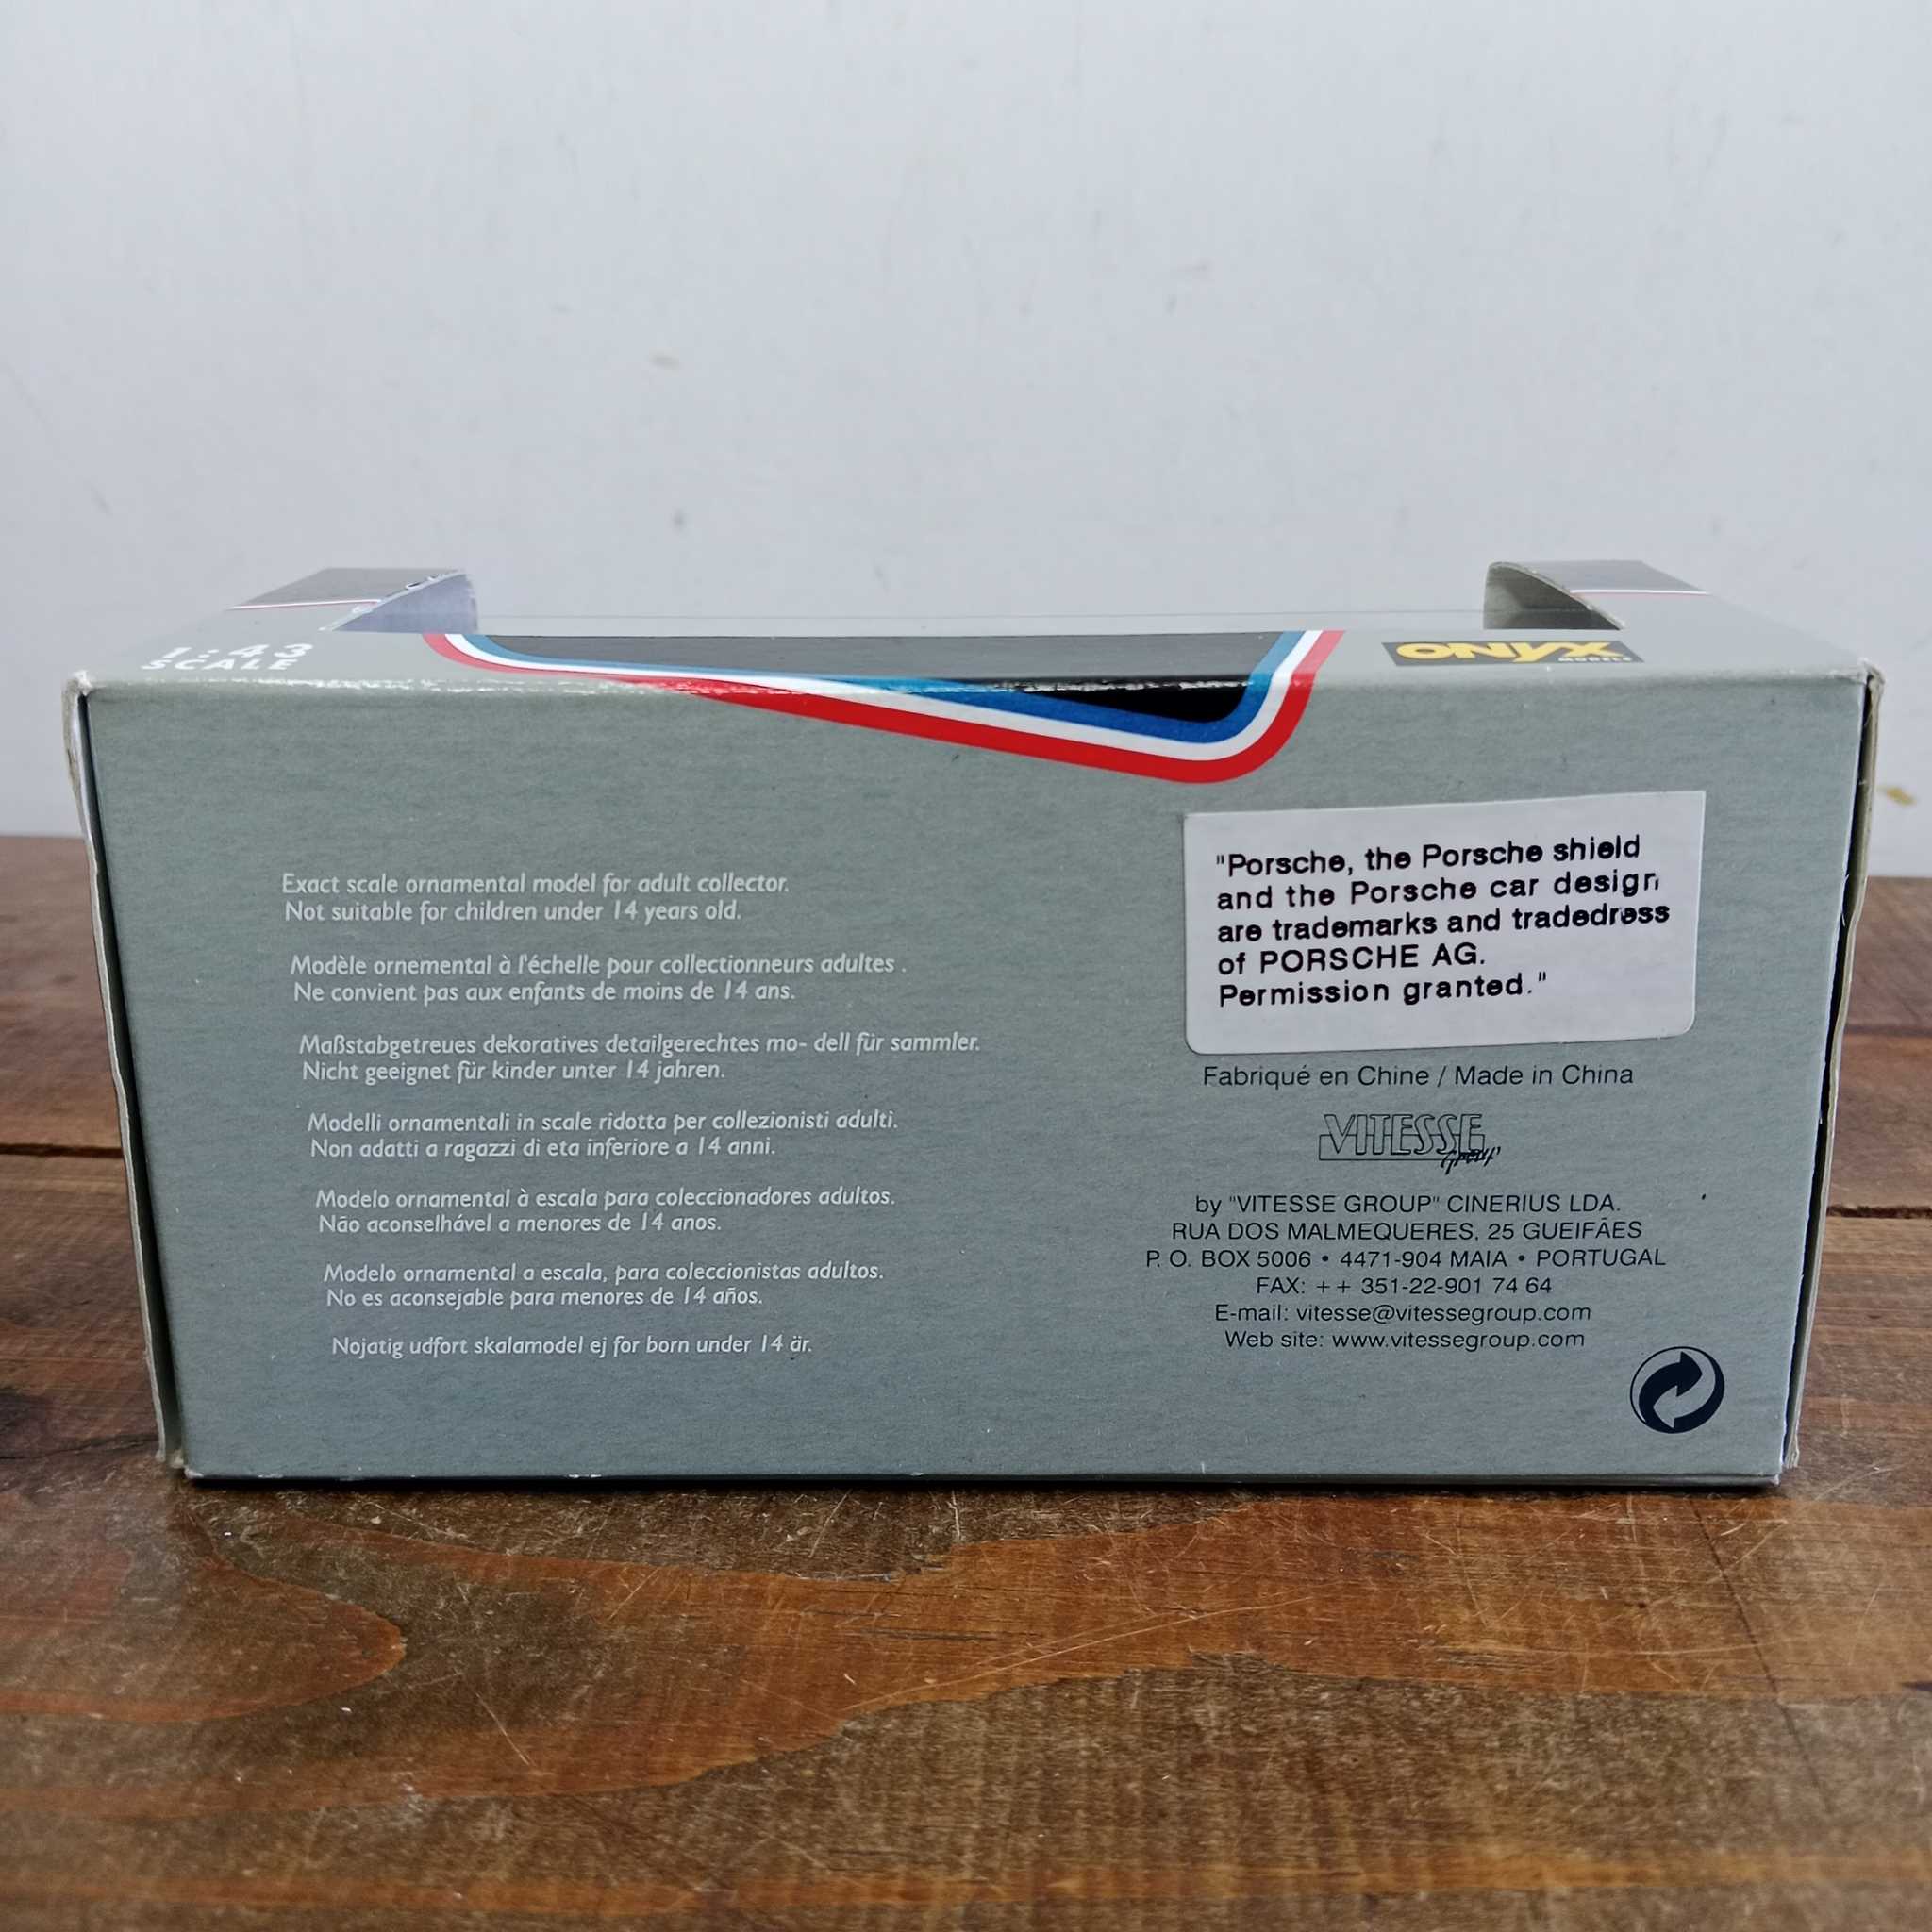 1:43
SCALE
ONYX
MODELS
Exact scale ornamental model for adult collector.
Not suitable for children under 14 years old.
Modèle ornemental à l'échelle pour collectionneurs adultes .
Ne convient pas aux enfants de moins de 14 ans.
Maßstabgetreues dekoratives detailgerechtes mo- dell für sammler.
Nicht geeignet für kinder unter 14 jahren.
Modelli ornamentali in scale ridotta per collezionisti adulti.
Non adatti a ragazzi di eta inferiore a 14 anni.
Modelo ornamental à escala para coleccionadores adultos.
Não aconselhável a menores de 14 anos.
Modelo ornamental a escala, para coleccionistas adultos.
No es aconsejable para menores de 14 años.
Nojatig udfort skalamodel ej for born under 14 är.
"Porsche, the Porsche shield
and the Porsche car design
are trademarks and tradedress
of PORSCHE AG.
Permission granted."
Fabriqué en Chine / Made in China
VITESSE
Group
by "VITESSE GROUP" CINERIUS LDA.
RUA DOS MALMEQUERES, 25 GUEIFÃES
P. O. BOX 5006 • 4471-904 MAIA • PORTUGAL
FAX: ++ 351-22-901 74 64
E-mail: vitesse@vitessegroup.com
Web site: www.vitessegroup.com